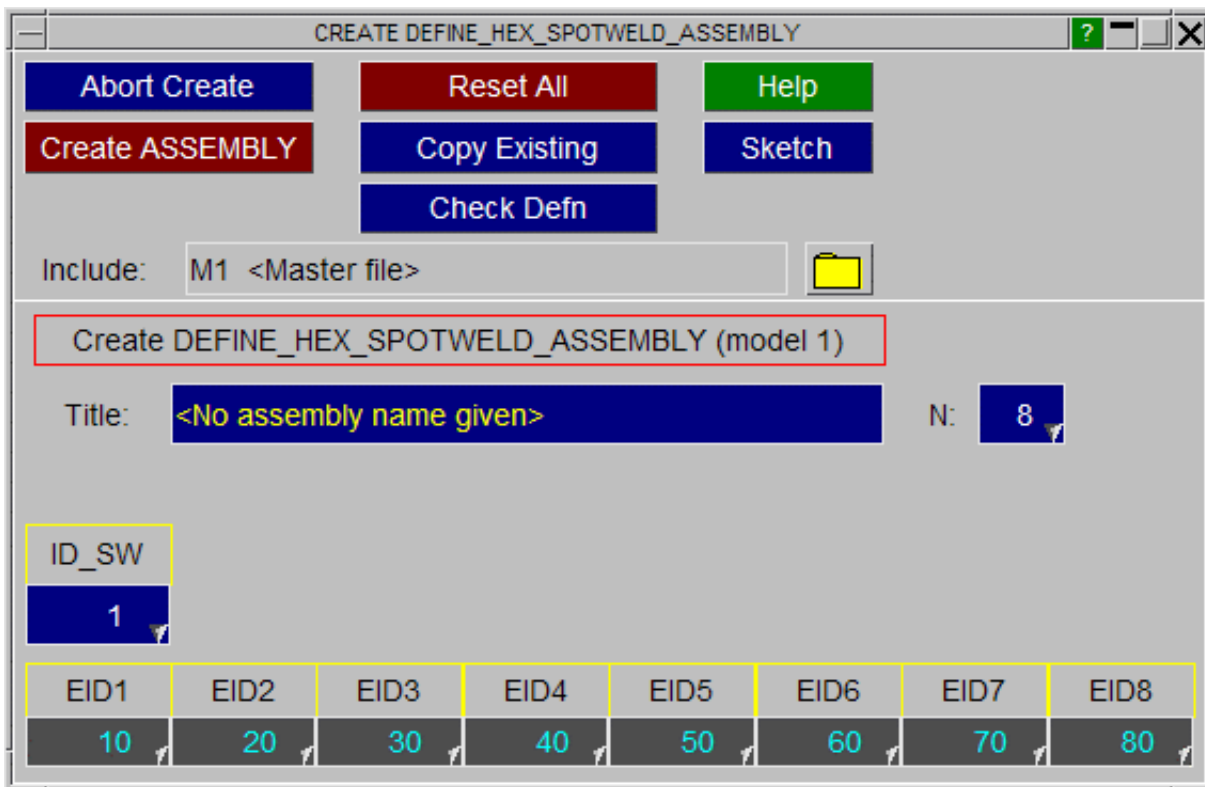 CREATE DEFINE_HEX_SPOTWELD_ASSEMBLY ?
Abort Create Reset All Help
Create ASSEMBLY Copy Existing Sketch
Check Defn
Include: M1 <Master file>
Create DEFINE_HEX_SPOTWELD_ASSEMBLY (model 1)
Title: <No assembly name given> N: 8
ID_SW
1
EID1 EID2 EID3 EID4 EID5 EID6 EID7 EID8
10 20 30 40 50 60 70 80